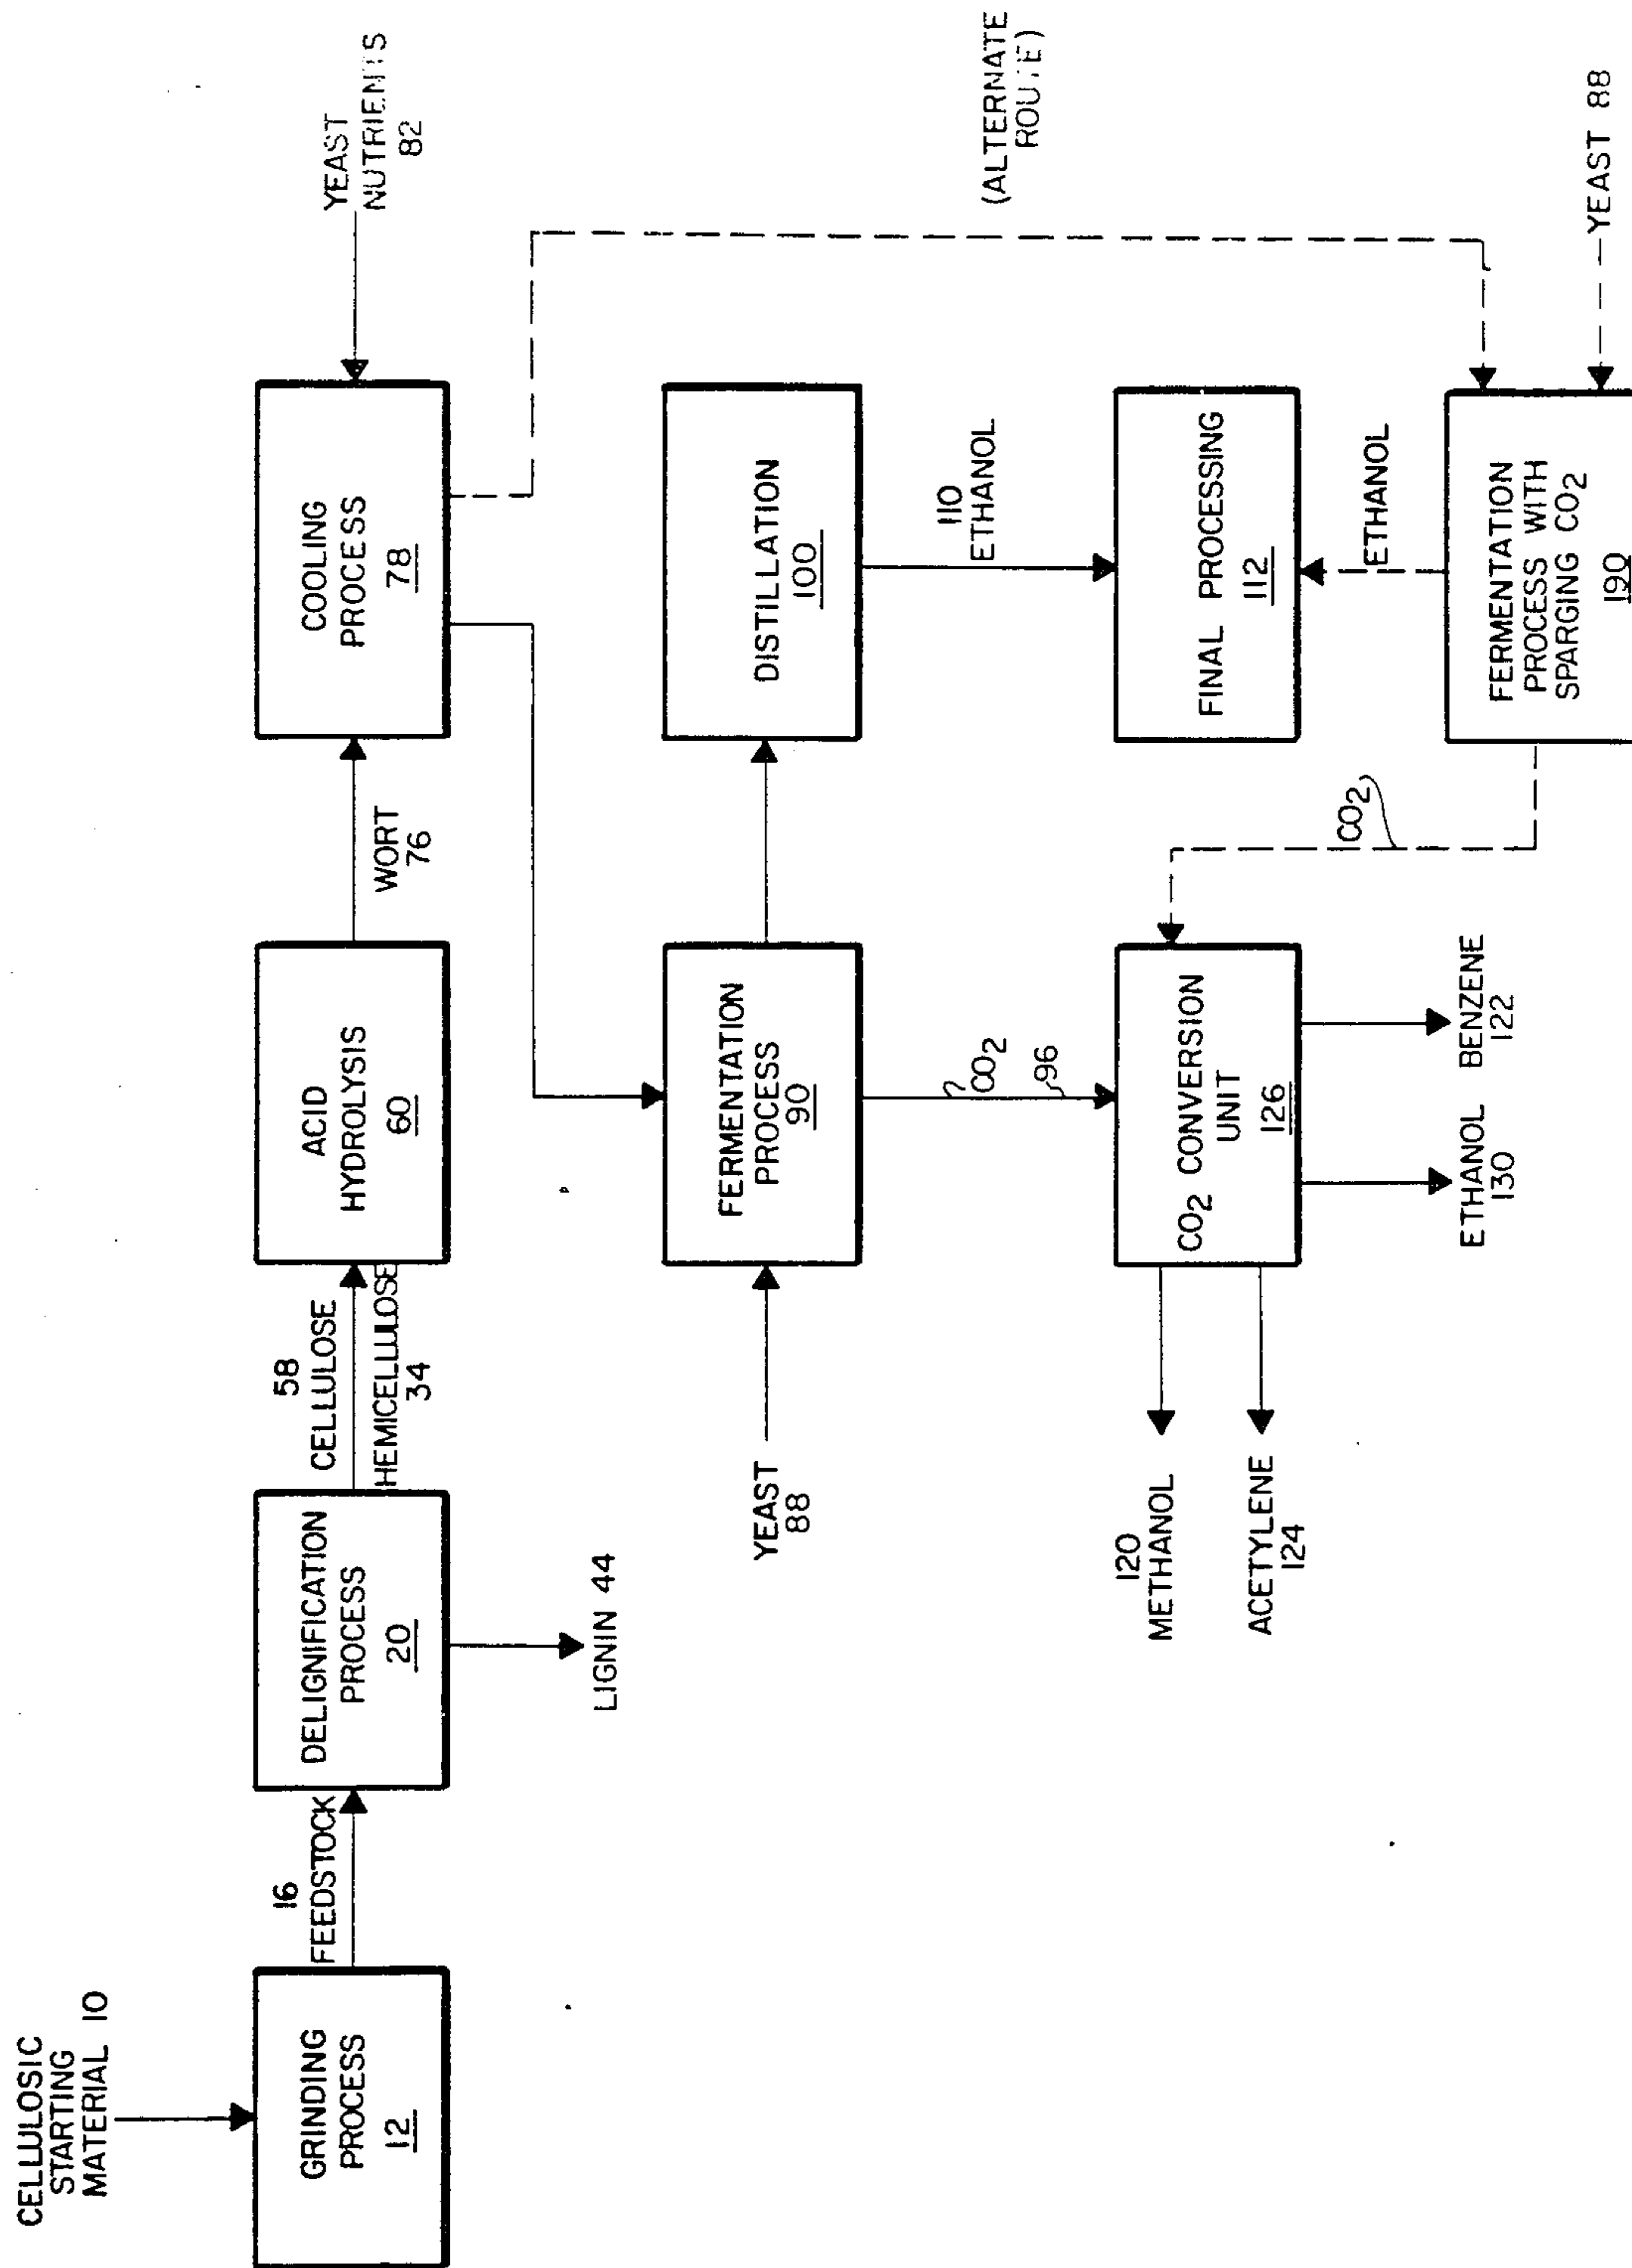 CELLULOSIC
STARTING
MATERIAL 10
GRINDING
PROCESS
12
16
FEEDSTOCK
DELIGNIFICATION
PROCESS
20
LIGNIN 44
58
CELLULOSE
HEMICELLULOSE
34
ACID
HYDROLYSIS
60
WORT
76
COOLING
PROCESS
78
YEAST
NUTRIENTS
82
YEAST
88
FERMENTATION
PROCESS
90
DISTILLATION
100
(ALTERNATE
ROUTE)
CO2
96
110
ETHANOL
120
METHANOL
ACETYLENE
124
CO2 CONVERSION
UNIT
126
FINAL PROCESSING
112
CO2
ETHANOL
ETHANOL
130
BENZENE
122
FERMENTATION
PROCESS WITH
SPARGING CO2
190
YEAST 88